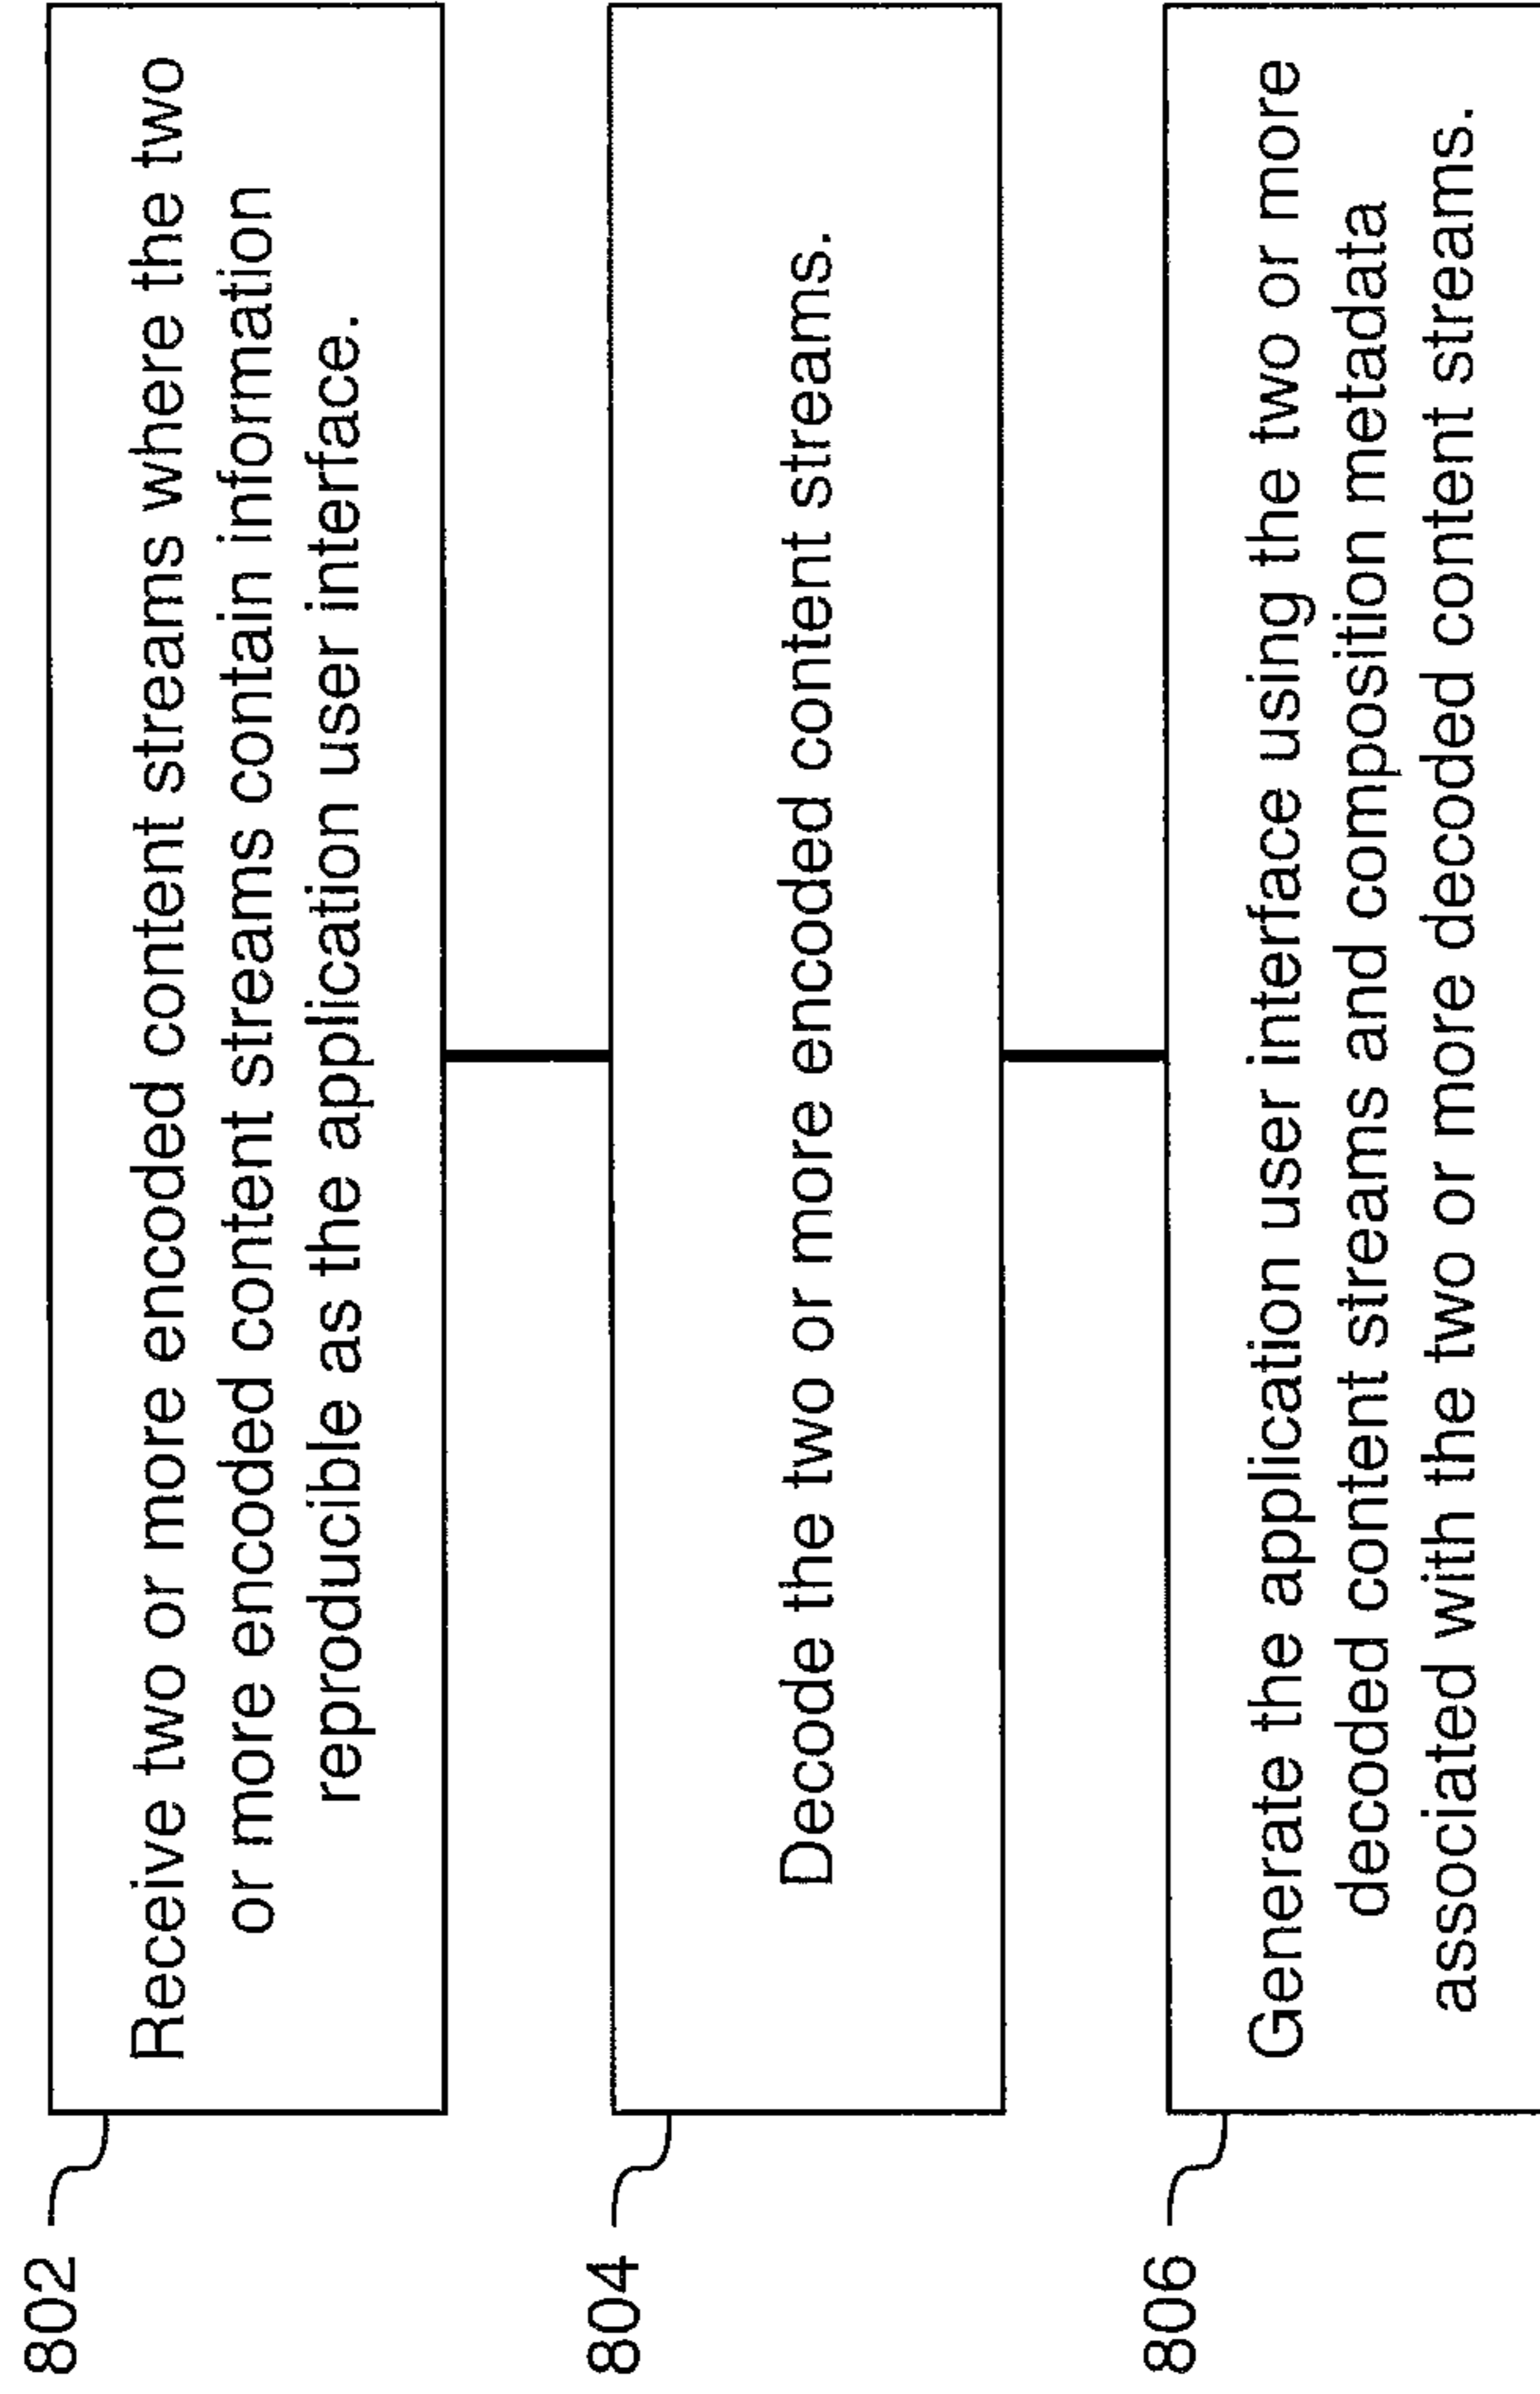 802
Receive two or more encoded content streams where the two
or more encoded content streams contain information
reproducible as the application user interface.
804
Decode the two or more encoded content streams.
806
Generate the application user interface using the two or more
decoded content streams and composition metadata
associated with the two or more decoded content streams.